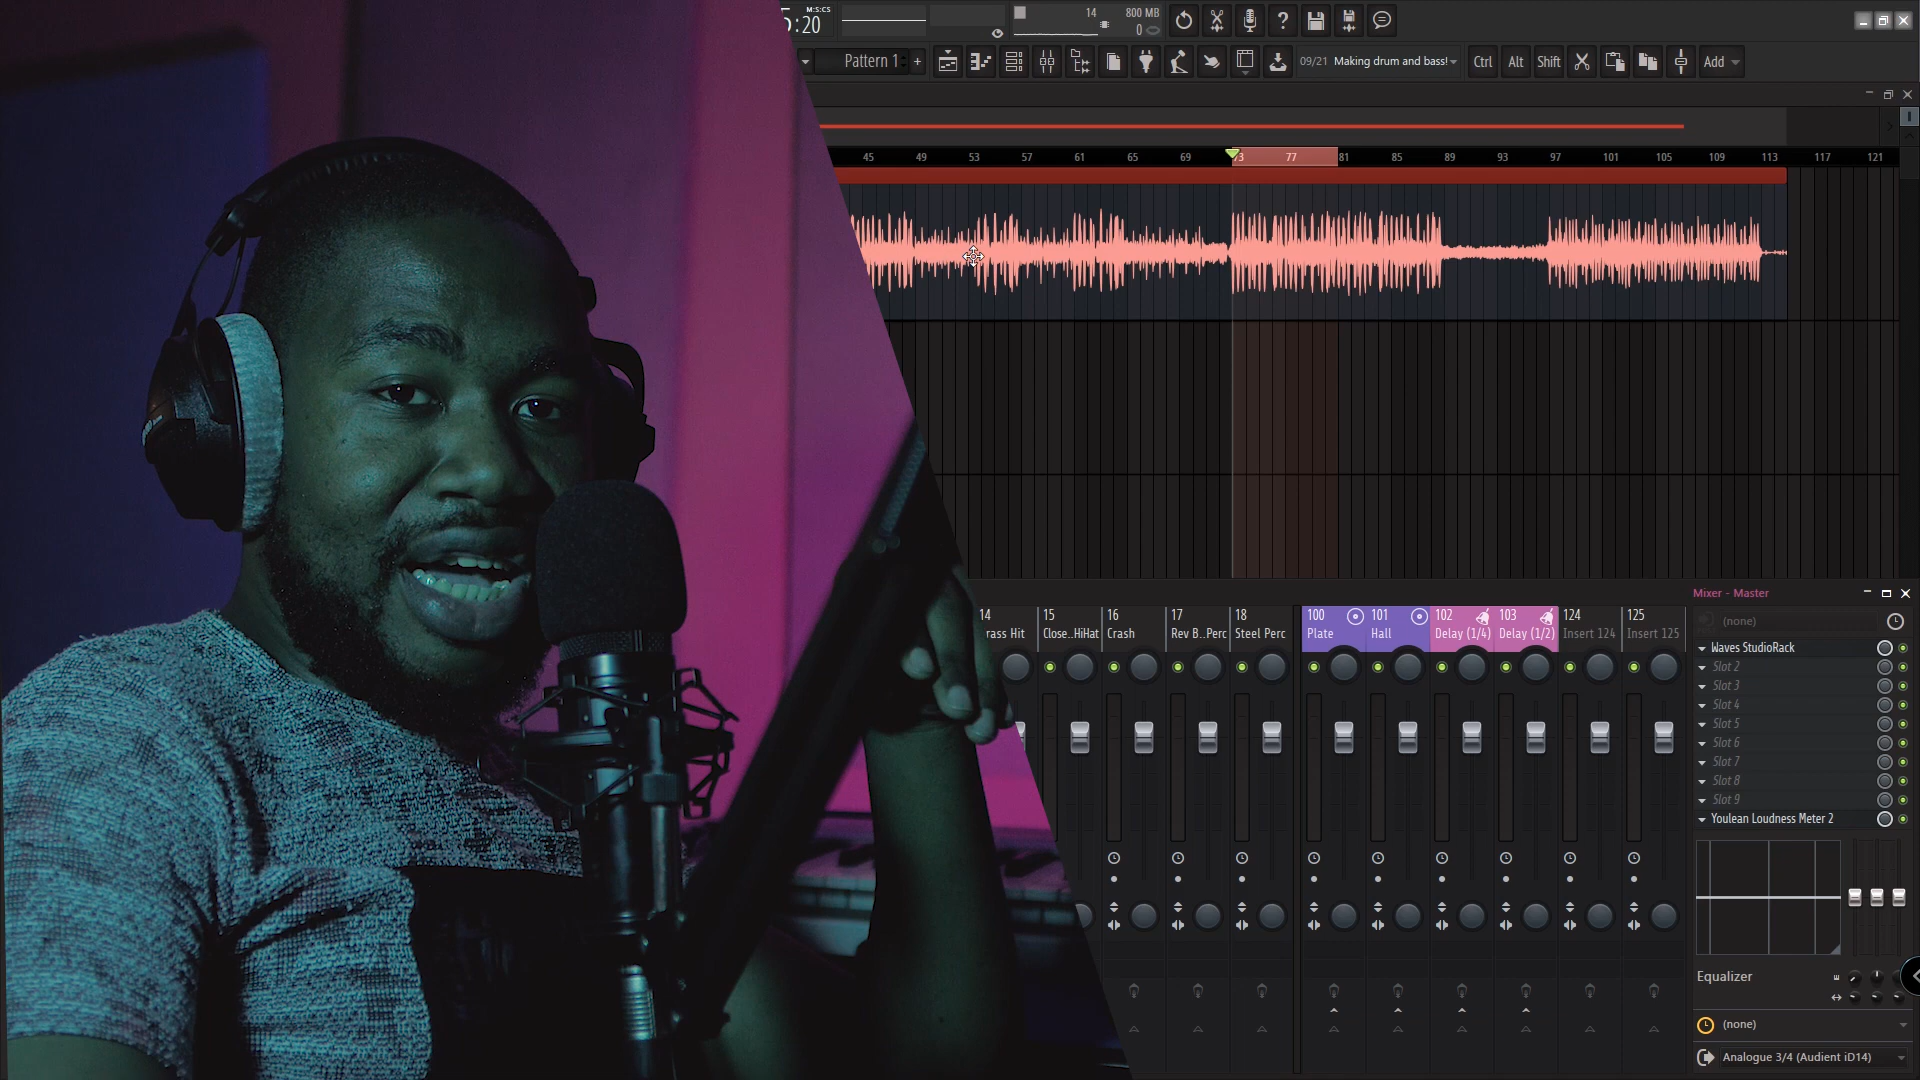 M:S:CS
5:20
14
800 MB
0
Pattern 1
+
09/21 Making drum and bass!
Ctrl
Alt
Shift
Add
45 49 53 57 61 65 69 73 77 81 85 89 93 97 101 105 109 113 117 121
Mixer - Master
14 15 16 17 18 100 101 102 103 124 125
rass Hit Close..HiHat Crash Rev B..Perc Steel Perc Plate Hall Delay (1/4) Delay (1/2) Insert 124 Insert 125
(none)
Waves StudioRack
Slot 2
Slot 3
Slot 4
Slot 5
Slot 6
Slot 7
Slot 8
Slot 9
Youlean Loudness Meter 2
Equalizer
(none)
Analogue 3/4 (Audient iD14)